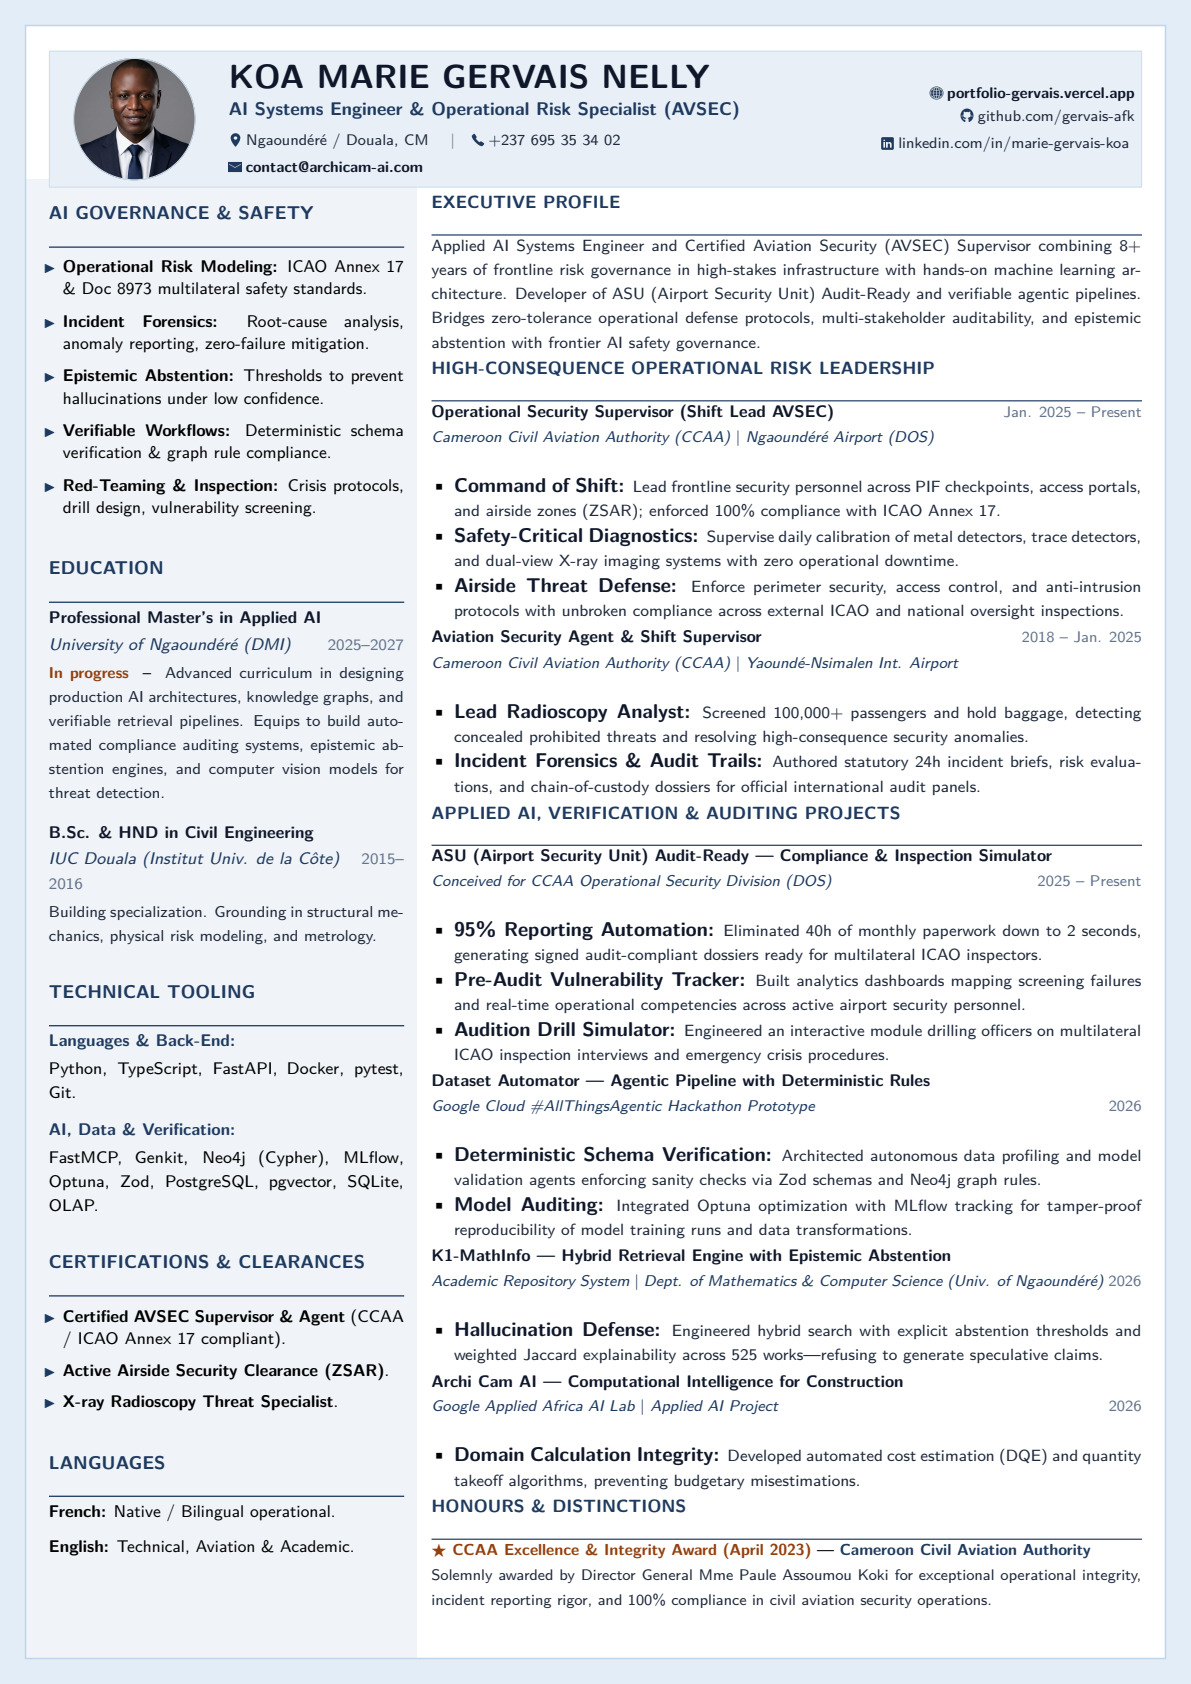 KOA MARIE GERVAIS NELLY
AI Systems Engineer & Operational Risk Specialist (AVSEC)
Ngaoundéré / Douala, CM | +237 695 35 34 02
contact@archicam-ai.com
portfolio-gervais.vercel.app
github.com/gervais-afk
linkedin.com/in/marie-gervais-koa
AI GOVERNANCE & SAFETY
▶ Operational Risk Modeling: ICAO Annex 17
& Doc 8973 multilateral safety standards.
▶ Incident Forensics: Root-cause analysis,
anomaly reporting, zero-failure mitigation.
▶ Epistemic Abstention: Thresholds to prevent
hallucinations under low confidence.
▶ Verifiable Workflows: Deterministic schema
verification & graph rule compliance.
▶ Red-Teaming & Inspection: Crisis protocols,
drill design, vulnerability screening.
EDUCATION
Professional Master's in Applied AI
University of Ngaoundéré (DMI) 2025–2027
In progress – Advanced curriculum in designing
production AI architectures, knowledge graphs, and
verifiable retrieval pipelines. Equips to build auto-
mated compliance auditing systems, epistemic ab-
stention engines, and computer vision models for
threat detection.
B.Sc. & HND in Civil Engineering
IUC Douala (Institut Univ. de la Côte) 2015–
2016
Building specialization. Grounding in structural me-
chanics, physical risk modeling, and metrology.
TECHNICAL TOOLING
Languages & Back-End:
Python, TypeScript, FastAPI, Docker, pytest,
Git.
AI, Data & Verification:
FastMCP, Genkit, Neo4j (Cypher), MLflow,
Optuna, Zod, PostgreSQL, pgvector, SQLite,
OLAP.
CERTIFICATIONS & CLEARANCES
▶ Certified AVSEC Supervisor & Agent (CCAA
/ ICAO Annex 17 compliant).
▶ Active Airside Security Clearance (ZSAR).
▶ X-ray Radioscopy Threat Specialist.
LANGUAGES
French: Native / Bilingual operational.
English: Technical, Aviation & Academic.
EXECUTIVE PROFILE
Applied AI Systems Engineer and Certified Aviation Security (AVSEC) Supervisor combining 8+
years of frontline risk governance in high-stakes infrastructure with hands-on machine learning ar-
chitecture. Developer of ASU (Airport Security Unit) Audit-Ready and verifiable agentic pipelines.
Bridges zero-tolerance operational defense protocols, multi-stakeholder auditability, and epistemic
abstention with frontier AI safety governance.
HIGH-CONSEQUENCE OPERATIONAL RISK LEADERSHIP
Operational Security Supervisor (Shift Lead AVSEC) Jan. 2025 – Present
Cameroon Civil Aviation Authority (CCAA) | Ngaoundéré Airport (DOS)
▪ Command of Shift: Lead frontline security personnel across PIF checkpoints, access portals,
and airside zones (ZSAR); enforced 100% compliance with ICAO Annex 17.
▪ Safety-Critical Diagnostics: Supervise daily calibration of metal detectors, trace detectors,
and dual-view X-ray imaging systems with zero operational downtime.
▪ Airside Threat Defense: Enforce perimeter security, access control, and anti-intrusion
protocols with unbroken compliance across external ICAO and national oversight inspections.
Aviation Security Agent & Shift Supervisor 2018 – Jan. 2025
Cameroon Civil Aviation Authority (CCAA) | Yaoundé-Nsimalen Int. Airport
▪ Lead Radioscopy Analyst: Screened 100,000+ passengers and hold baggage, detecting
concealed prohibited threats and resolving high-consequence security anomalies.
▪ Incident Forensics & Audit Trails: Authored statutory 24h incident briefs, risk evalua-
tions, and chain-of-custody dossiers for official international audit panels.
APPLIED AI, VERIFICATION & AUDITING PROJECTS
ASU (Airport Security Unit) Audit-Ready — Compliance & Inspection Simulator
Conceived for CCAA Operational Security Division (DOS) 2025 – Present
▪ 95% Reporting Automation: Eliminated 40h of monthly paperwork down to 2 seconds,
generating signed audit-compliant dossiers ready for multilateral ICAO inspectors.
▪ Pre-Audit Vulnerability Tracker: Built analytics dashboards mapping screening failures
and real-time operational competencies across active airport security personnel.
▪ Audition Drill Simulator: Engineered an interactive module drilling officers on multilateral
ICAO inspection interviews and emergency crisis procedures.
Dataset Automator — Agentic Pipeline with Deterministic Rules
Google Cloud #AllThingsAgentic Hackathon Prototype 2026
▪ Deterministic Schema Verification: Architected autonomous data profiling and model
validation agents enforcing sanity checks via Zod schemas and Neo4j graph rules.
▪ Model Auditing: Integrated Optuna optimization with MLflow tracking for tamper-proof
reproducibility of model training runs and data transformations.
K1-MathInfo — Hybrid Retrieval Engine with Epistemic Abstention
Academic Repository System | Dept. of Mathematics & Computer Science (Univ. of Ngaoundéré) 2026
▪ Hallucination Defense: Engineered hybrid search with explicit abstention thresholds and
weighted Jaccard explainability across 525 works—refusing to generate speculative claims.
Archi Cam AI — Computational Intelligence for Construction
Google Applied Africa AI Lab | Applied AI Project 2026
▪ Domain Calculation Integrity: Developed automated cost estimation (DQE) and quantity
takeoff algorithms, preventing budgetary misestimations.
HONOURS & DISTINCTIONS
★ CCAA Excellence & Integrity Award (April 2023) — Cameroon Civil Aviation Authority
Solemnly awarded by Director General Mme Paule Assoumou Koki for exceptional operational integrity,
incident reporting rigor, and 100% compliance in civil aviation security operations.